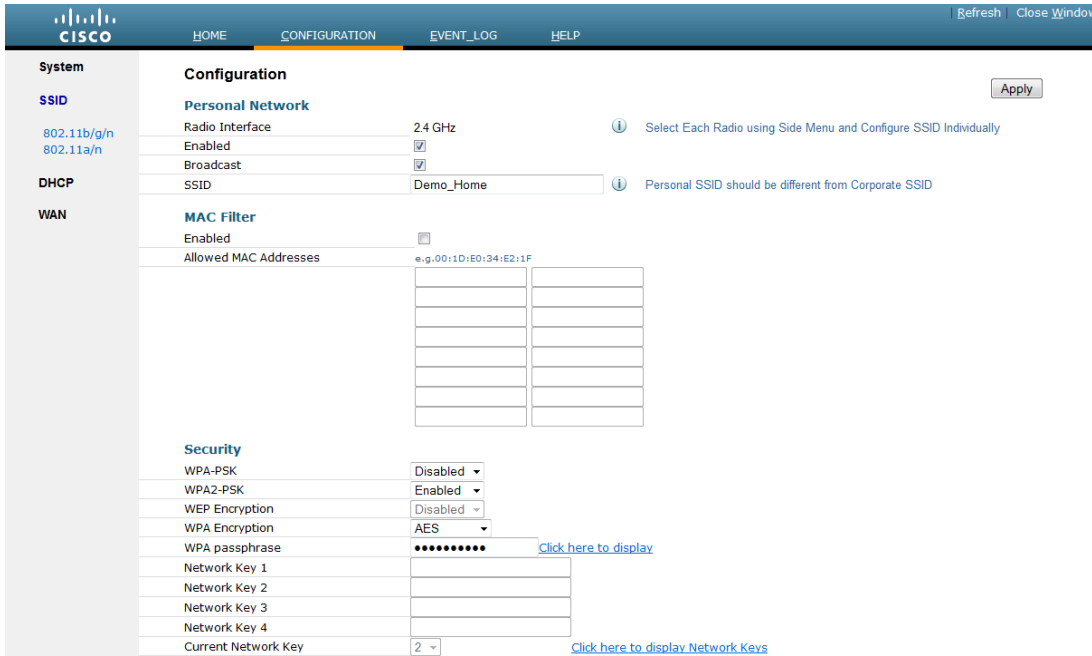 Refresh | Close Window
CISCO
HOME CONFIGURATION EVENT_LOG HELP
System
SSID
802.11b/g/n
802.11a/n
DHCP
WAN
Configuration
Apply
Personal Network
Radio Interface 2.4 GHz Select Each Radio using Side Menu and Configure SSID Individually
Enabled
Broadcast
SSID Demo_Home Personal SSID should be different from Corporate SSID
MAC Filter
Enabled
Allowed MAC Addresses e.g.00:1D:E0:34:E2:1F
Security
WPA-PSK Disabled
WPA2-PSK Enabled
WEP Encryption Disabled
WPA Encryption AES
WPA passphrase •••••••••• Click here to display
Network Key 1
Network Key 2
Network Key 3
Network Key 4
Current Network Key 2 Click here to display Network Keys